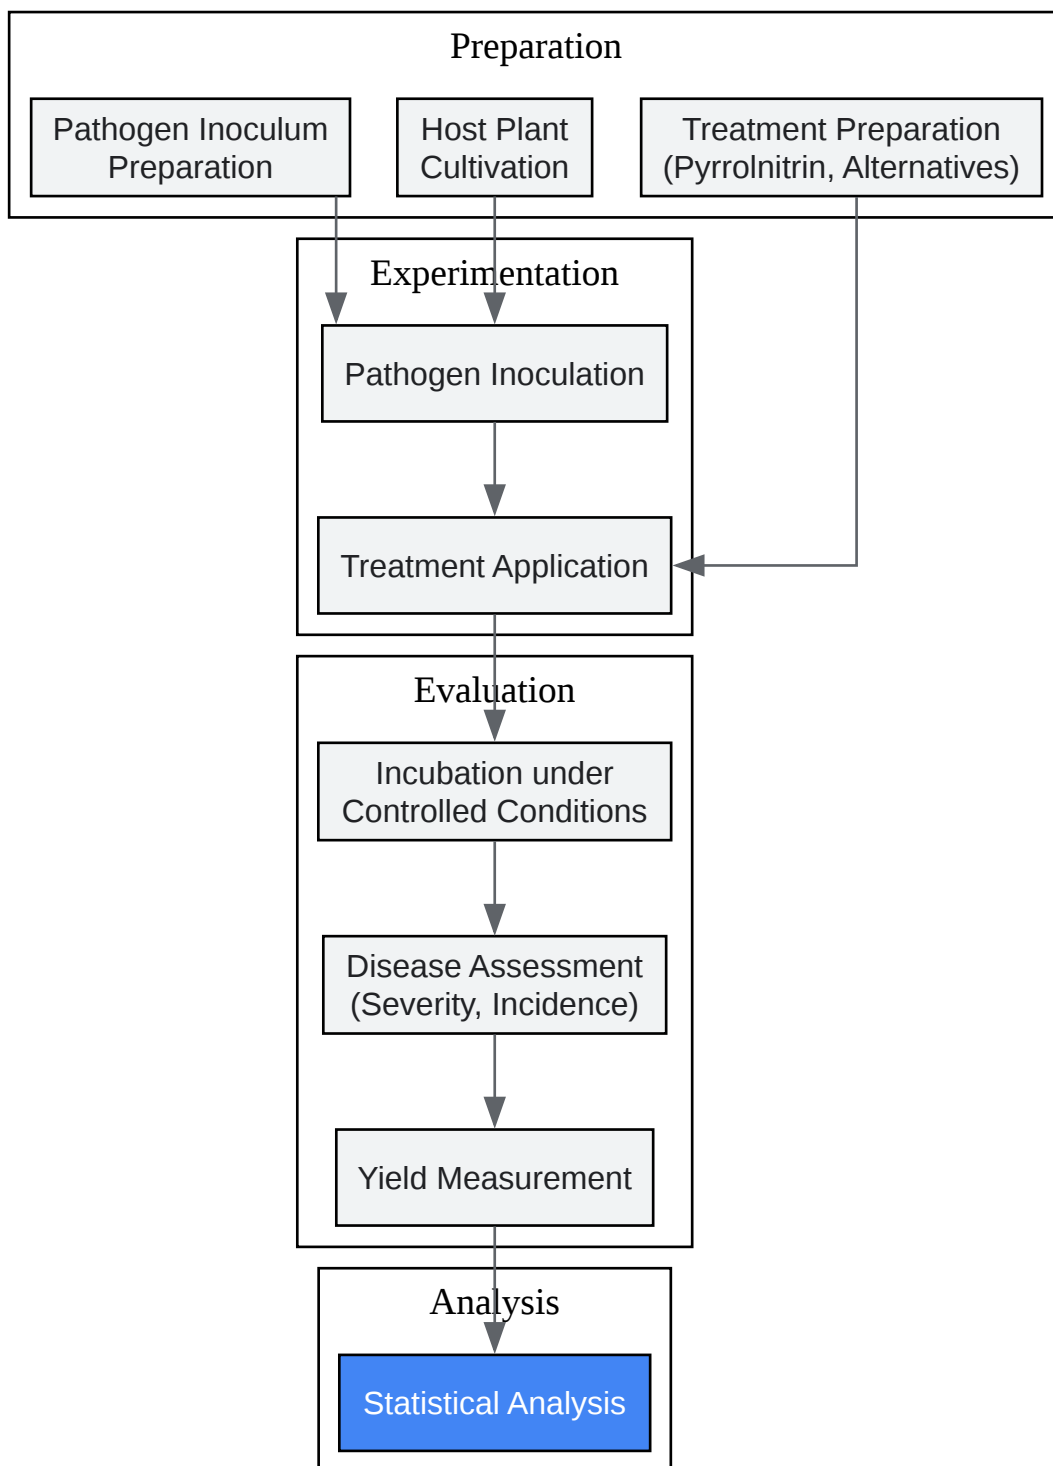 Preparation
Pathogen Inoculum
Preparation
Host Plant
Cultivation
Treatment Preparation
(Pyrrolnitrin, Alternatives)
Experimentation
Pathogen Inoculation
Treatment Application
Evaluation
Incubation under
Controlled Conditions
Disease Assessment
(Severity, Incidence)
Yield Measurement
Analysis
Statistical Analysis